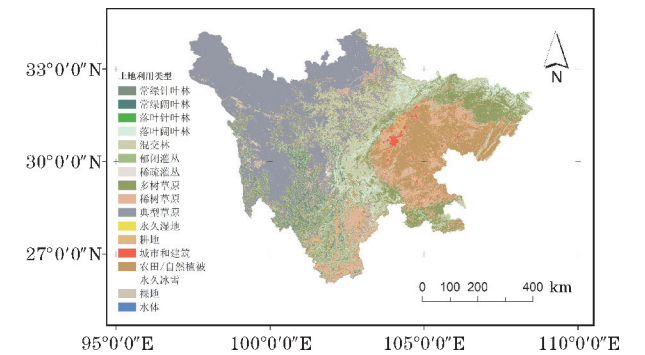 33°0′0″N
30°0′0″N
27°0′0″N
土地利用类型
常绿针叶林
常绿阔叶林
落叶针叶林
落叶阔叶林
混交林
郁闭灌丛
稀疏灌丛
多树草原
稀树草原
典型草原
永久湿地
耕地
城市和建筑
农田/自然植被
永久冰雪
裸地
水体
N
0 100 200 400 km
95°0′0″E 100°0′0″E 105°0′0″E 110°0′0″E